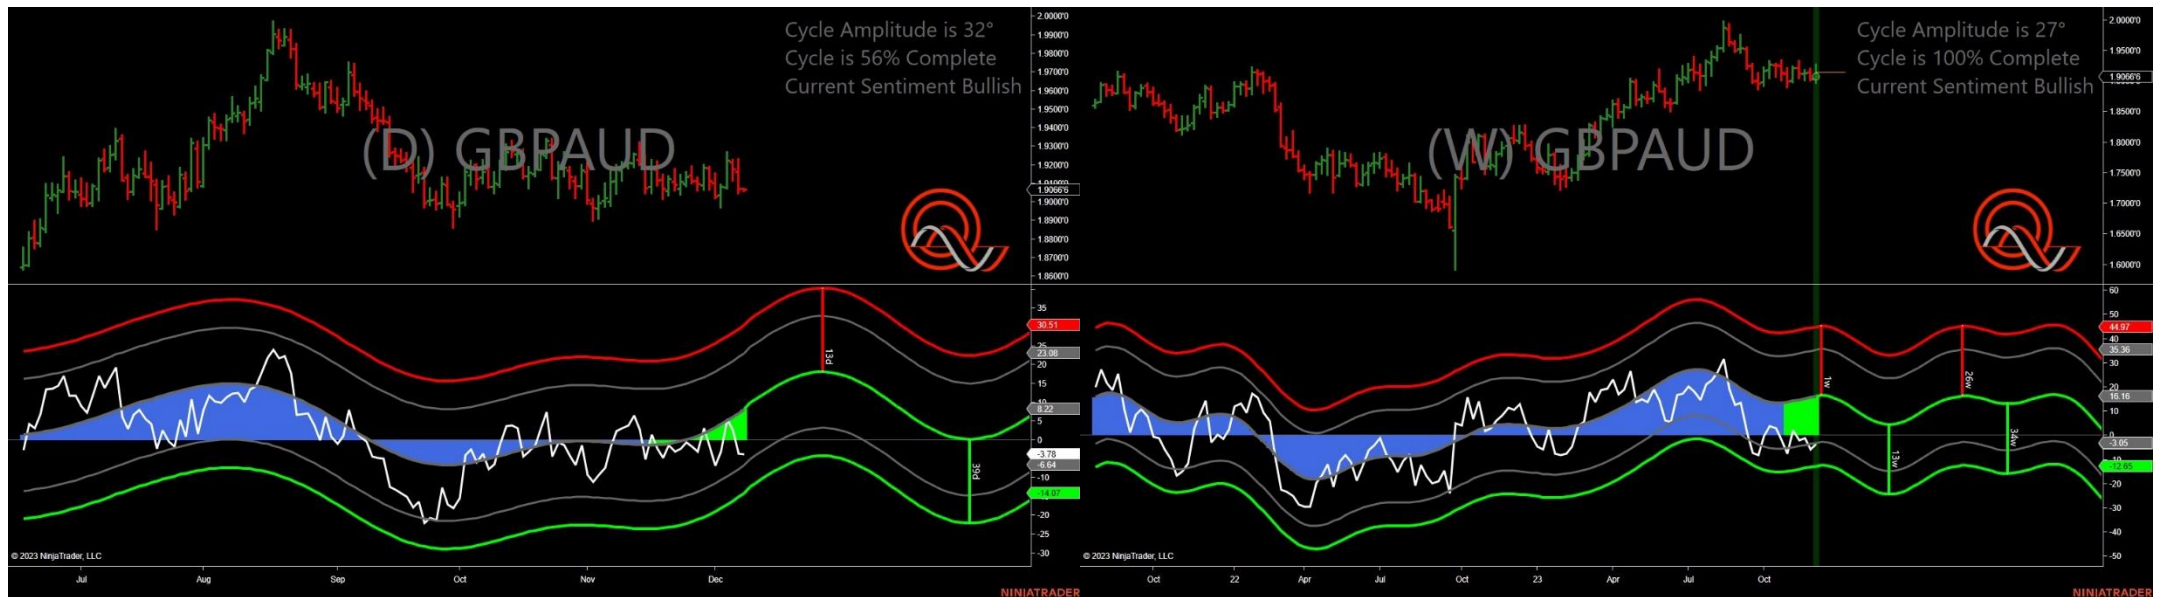 Cycle Amplitude is 32°
Cycle is 56% Complete
Current Sentiment Bullish
(D) GBPAUD
2.0000'0
1.9900'0
1.9800'0
1.9700'0
1.9600'0
1.9500'0
1.9400'0
1.9300'0
1.9200'0
1.9066'6
1.9000'0
1.8900'0
1.8800'0
1.8700'0
1.8600'0
35
30.51
23.08
20
15
8.22
5
0
-3.78
-6.64
-10
-14.07
-20
-25
-30
13d
39d
© 2023 NinjaTrader, LLC
Jul
Aug
Sep
Oct
Nov
Dec
NINJATRADER
Cycle Amplitude is 27°
Cycle is 100% Complete
Current Sentiment Bullish
(W) GBPAUD
2.0000'0
1.9500'0
1.9066'6
1.8500'0
1.8000'0
1.7500'0
1.7000'0
1.6500'0
1.6000'0
60
50
44.97
40
35.36
30
20
16.16
10
0
-3.05
-12.65
-20
-30
-40
-50
1w
26w
13w
34w
© 2023 NinjaTrader, LLC
Oct
22
Apr
Jul
Oct
23
Apr
Jul
Oct
NINJATRADER